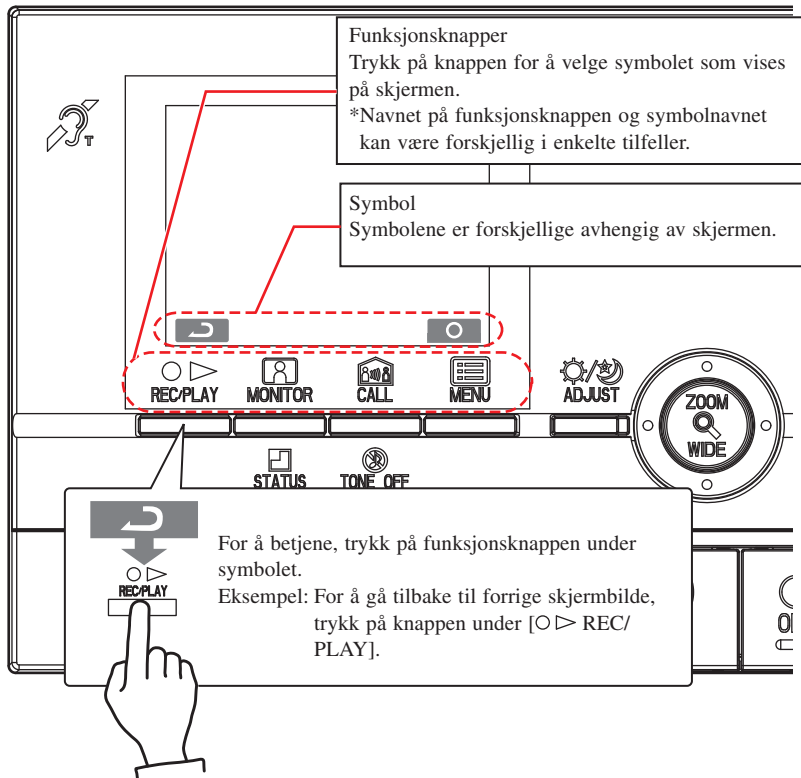 Funksjonsknapper
Trykk på knappen for å velge symbolet som vises
på skjermen.
*Navnet på funksjonsknappen og symbolnavnet
kan være forskjellig i enkelte tilfeller.
T
Symbol
Symbolene er forskjellige avhengig av skjermen.
REC/PLAY MONITOR CALL MENU ADJUST
ZOOM
WIDE
STATUS TONE OFF
For å betjene, trykk på funksjonsknappen under
symbolet.
REC/PLAY
Eksempel: For å gå tilbake til forrige skjermbilde,
trykk på knappen under [○ ▷ REC/
PLAY].